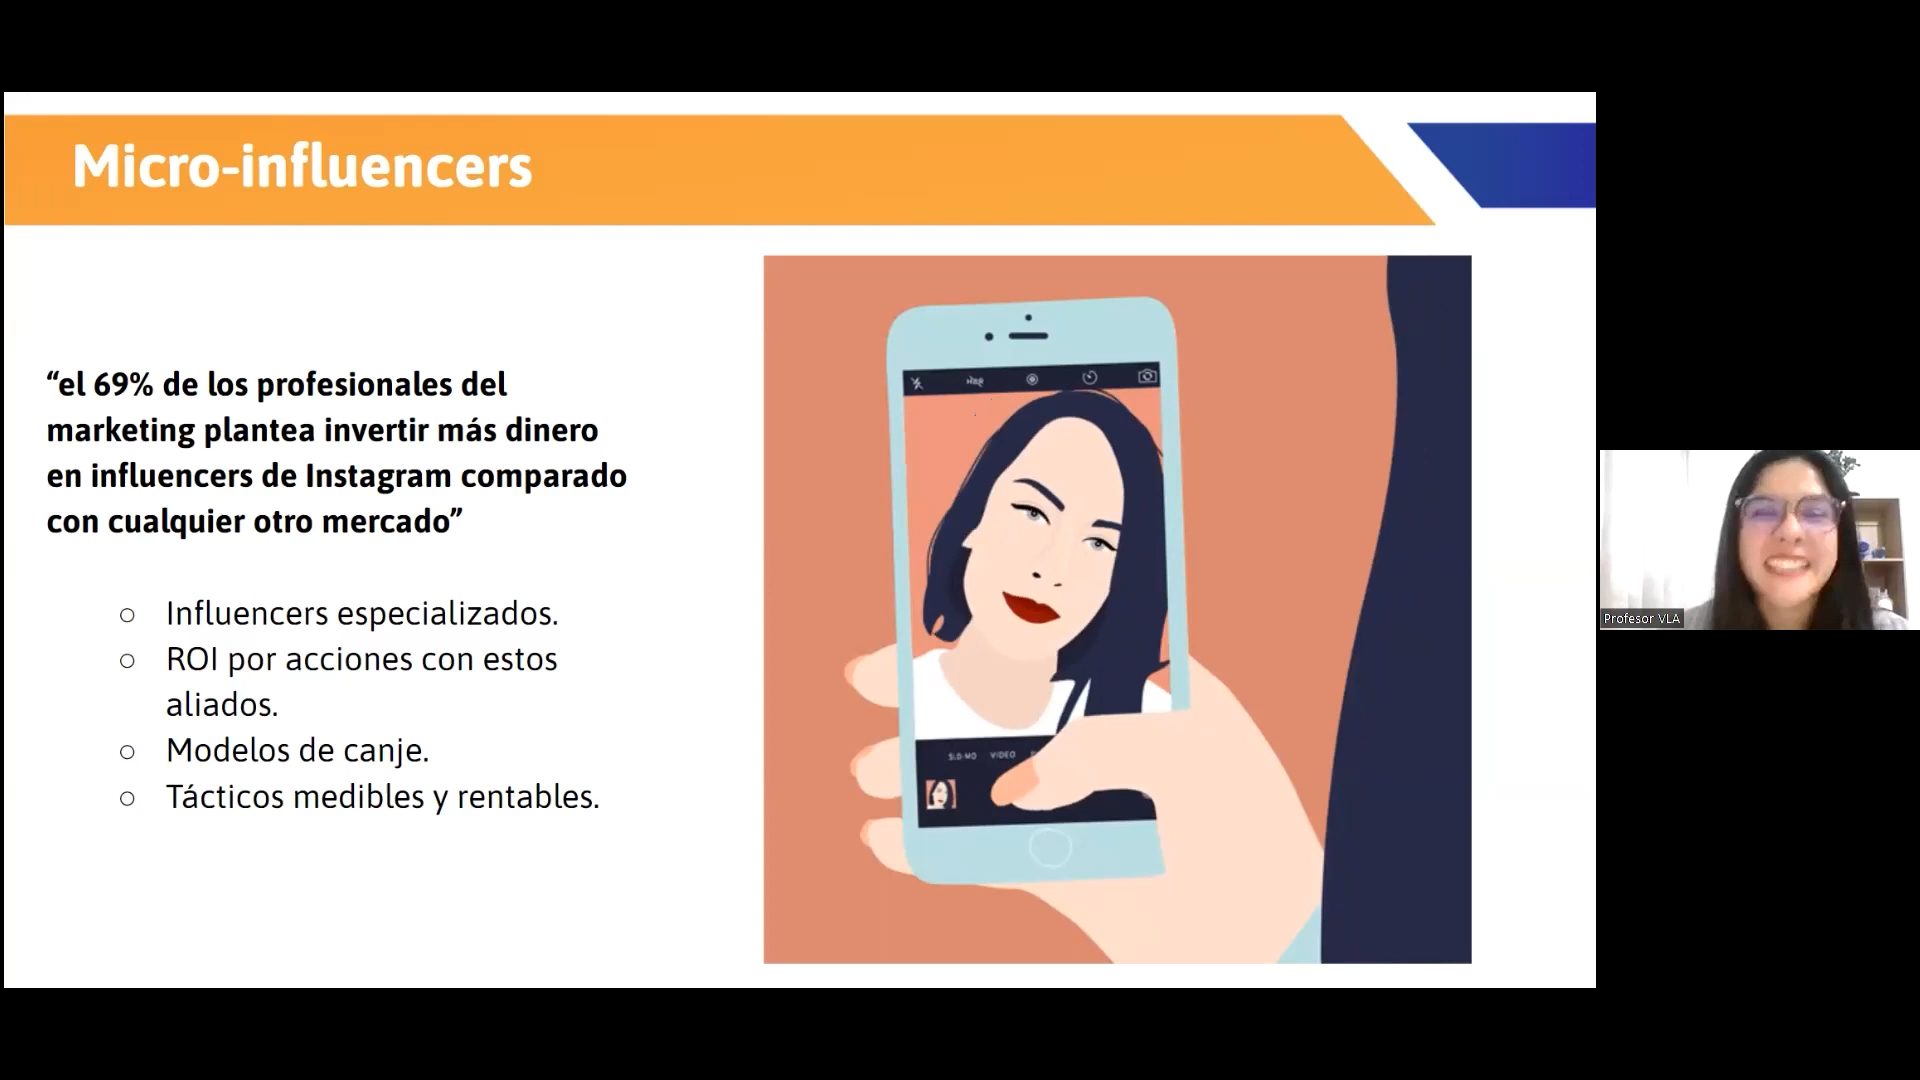 Micro-influencers
“el 69% de los profesionales del
marketing plantea invertir más dinero
en influencers de Instagram comparado
con cualquier otro mercado”
○ Influencers especializados.
○ ROI por acciones con estos
aliados.
○ Modelos de canje.
○ Tácticos medibles y rentables.
SLO-MO VIDEO
Profesor VLA